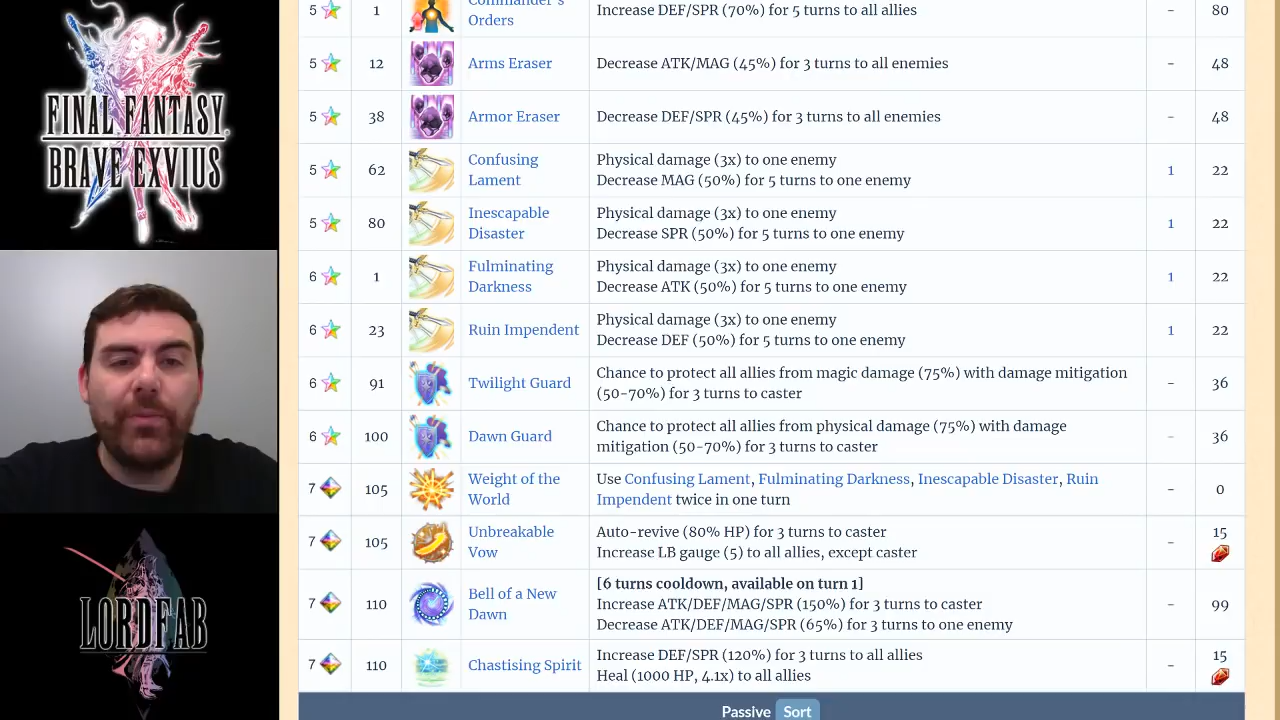 FINAL FANTASY
BRAVE EXVIUS
LORDFAB
5 1 Commander's Orders Increase DEF/SPR (70%) for 5 turns to all allies - 80
5 12 Arms Eraser Decrease ATK/MAG (45%) for 3 turns to all enemies - 48
5 38 Armor Eraser Decrease DEF/SPR (45%) for 3 turns to all enemies - 48
5 62 Confusing Lament Physical damage (3x) to one enemy
Decrease MAG (50%) for 5 turns to one enemy 1 22
5 80 Inescapable Disaster Physical damage (3x) to one enemy
Decrease SPR (50%) for 5 turns to one enemy 1 22
6 1 Fulminating Darkness Physical damage (3x) to one enemy
Decrease ATK (50%) for 5 turns to one enemy 1 22
6 23 Ruin Impendent Physical damage (3x) to one enemy
Decrease DEF (50%) for 5 turns to one enemy 1 22
6 91 Twilight Guard Chance to protect all allies from magic damage (75%) with damage mitigation
(50-70%) for 3 turns to caster - 36
6 100 Dawn Guard Chance to protect all allies from physical damage (75%) with damage
mitigation (50-70%) for 3 turns to caster - 36
7 105 Weight of the World Use Confusing Lament, Fulminating Darkness, Inescapable Disaster, Ruin
Impendent twice in one turn - 0
7 105 Unbreakable Vow Auto-revive (80% HP) for 3 turns to caster
Increase LB gauge (5) to all allies, except caster - 15
7 110 Bell of a New Dawn [6 turns cooldown, available on turn 1]
Increase ATK/DEF/MAG/SPR (150%) for 3 turns to caster
Decrease ATK/DEF/MAG/SPR (65%) for 3 turns to one enemy - 99
7 110 Chastising Spirit Increase DEF/SPR (120%) for 3 turns to all allies
Heal (1000 HP, 4.1x) to all allies - 15
Passive Sort